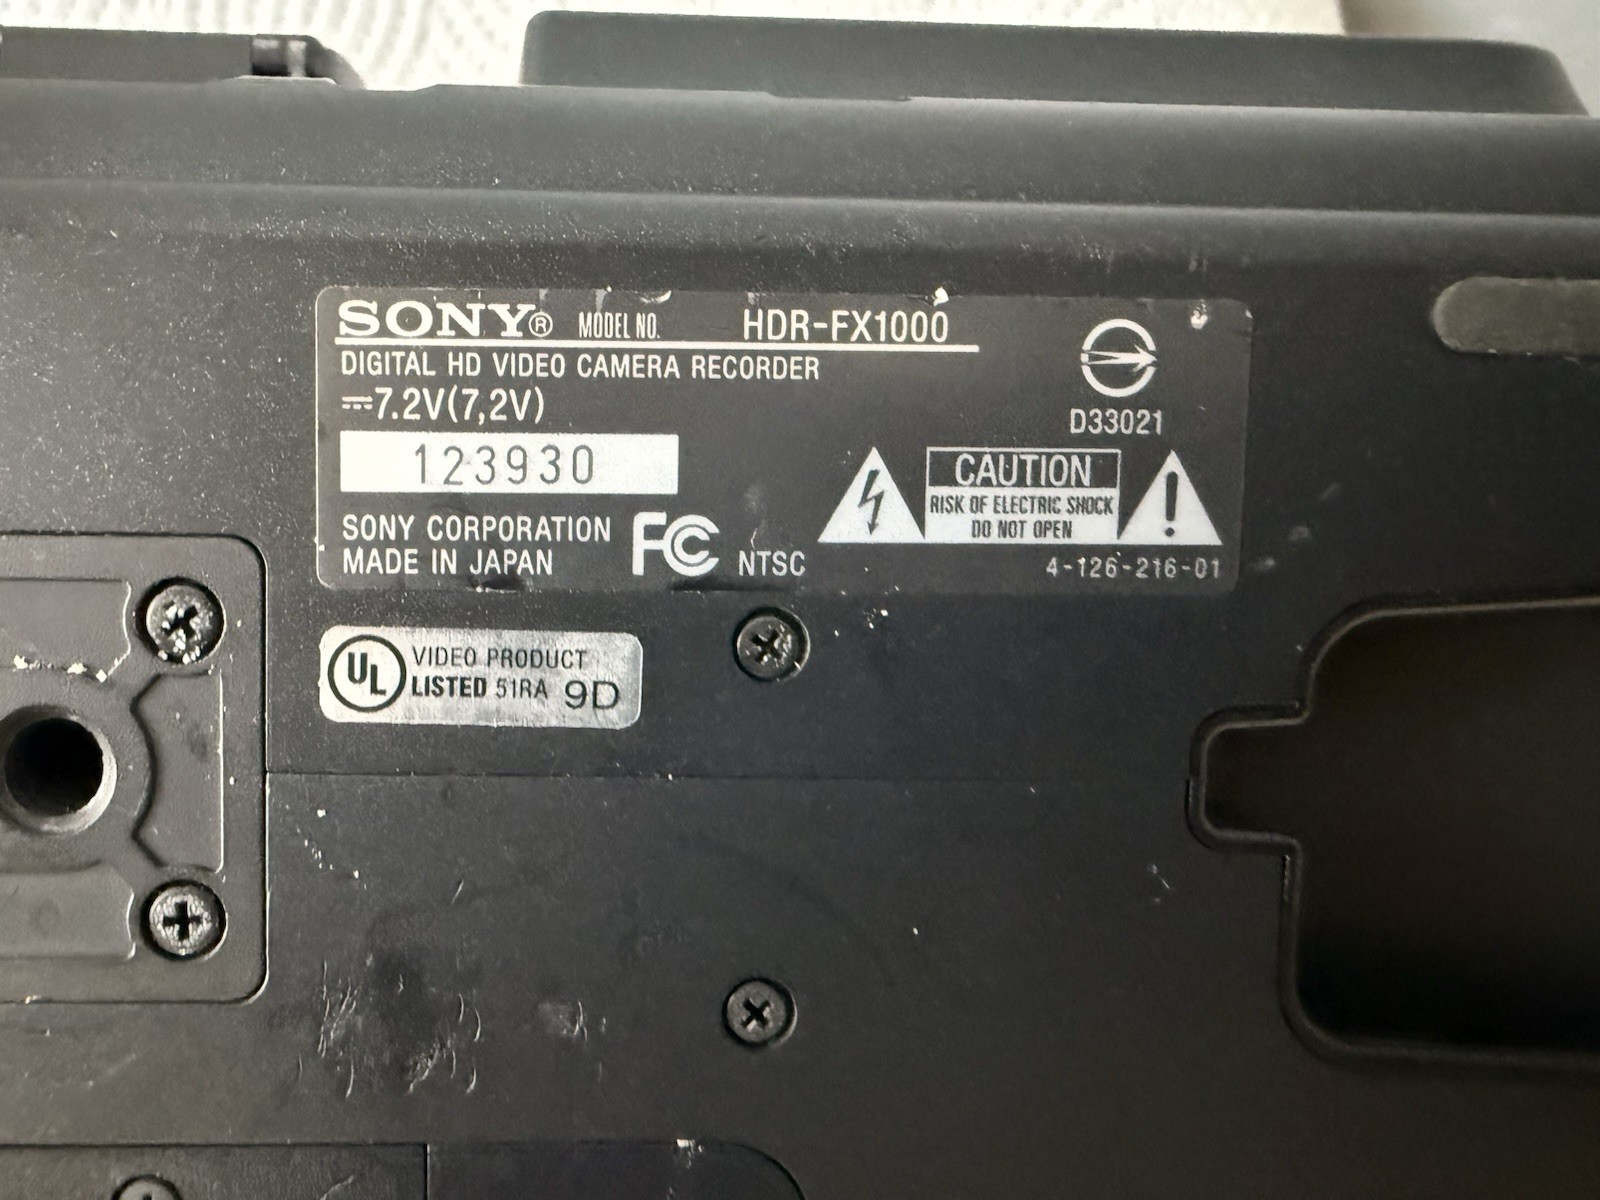 SONY® MODEL NO. HDR-FX1000
DIGITAL HD VIDEO CAMERA RECORDER
⎓7.2V(7,2V)
123930
SONY CORPORATION
MADE IN JAPAN
FC NTSC
D33021
CAUTION
RISK OF ELECTRIC SHOCK
DO NOT OPEN
4-126-216-01
UL VIDEO PRODUCT
LISTED 51RA 9D